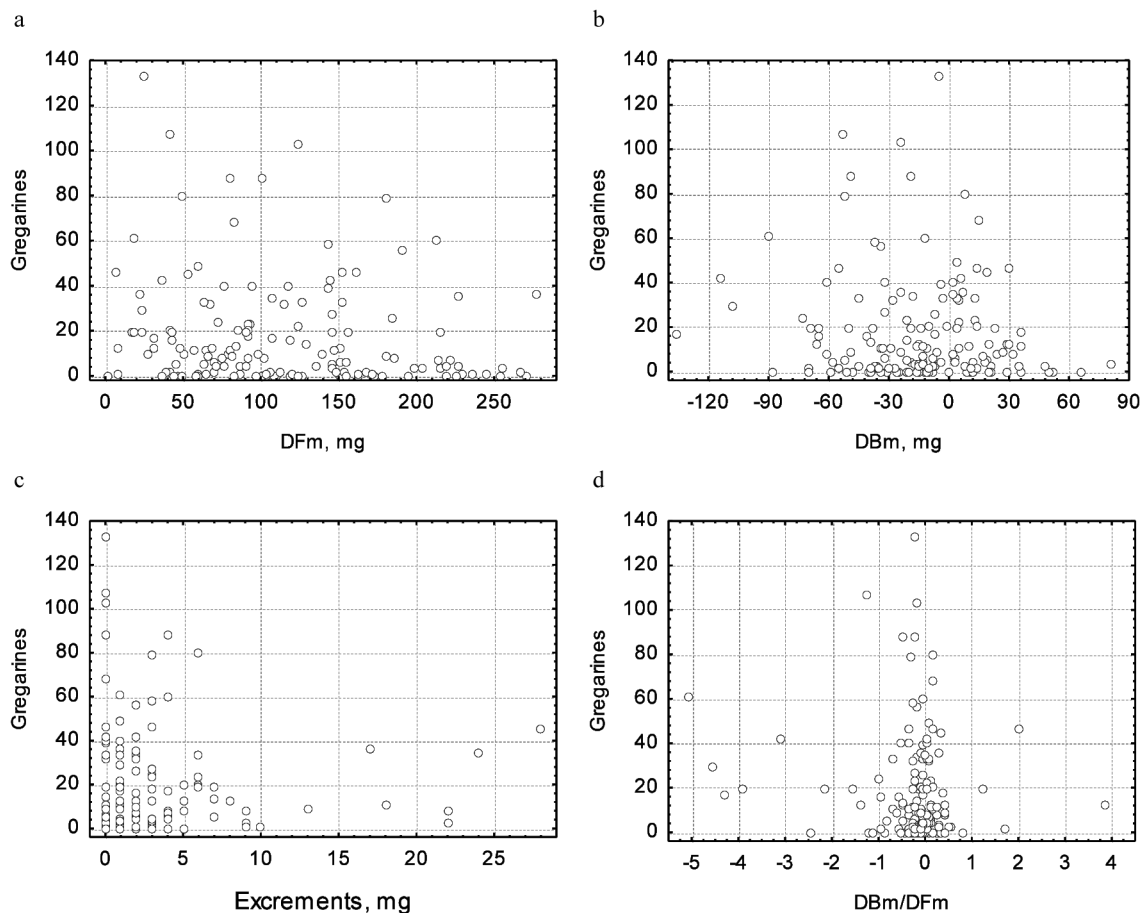 a
140
120
100
80
60
40
20
0
Gregarines
0 50 100 150 200 250
DFm, mg
b
140
120
100
80
60
40
20
0
Gregarines
-120 -90 -60 -30 0 30 60 90
DBm, mg
c
140
120
100
80
60
40
20
0
Gregarines
0 5 10 15 20 25
Excrements, mg
d
140
120
100
80
60
40
20
0
Gregarines
-5 -4 -3 -2 -1 0 1 2 3 4
DBm/DFm